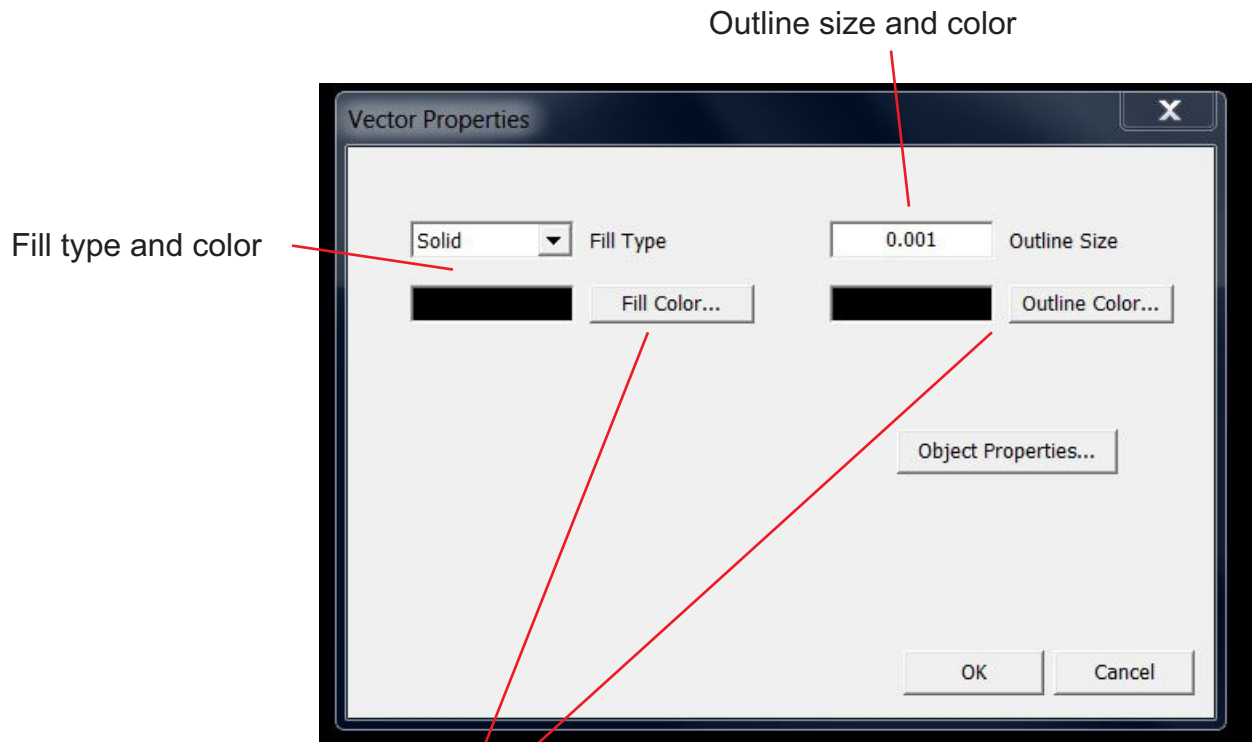 Outline size and color
Vector Properties
X
Fill type and color
Solid
Fill Type
0.001
Outline Size
Fill Color...
Outline Color...
Object Properties...
OK
Cancel